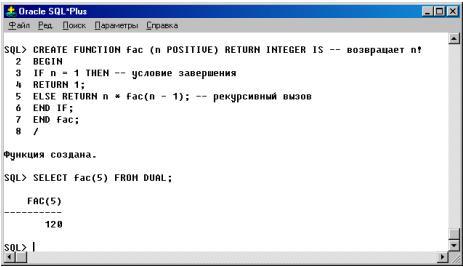 Oracle SQL*Plus
Файл Ред. Поиск Параметры Справка
SQL> CREATE FUNCTION fac (n POSITIVE) RETURN INTEGER IS -- возвращает n!
2 BEGIN
3 IF n = 1 THEN -- условие завершения
4 RETURN 1;
5 ELSE RETURN n * fac(n - 1); -- рекурсивный вызов
6 END IF;
7 END fac;
8 /
Функция создана.
SQL> SELECT fac(5) FROM DUAL;
FAC(5)
----------
120
SQL>